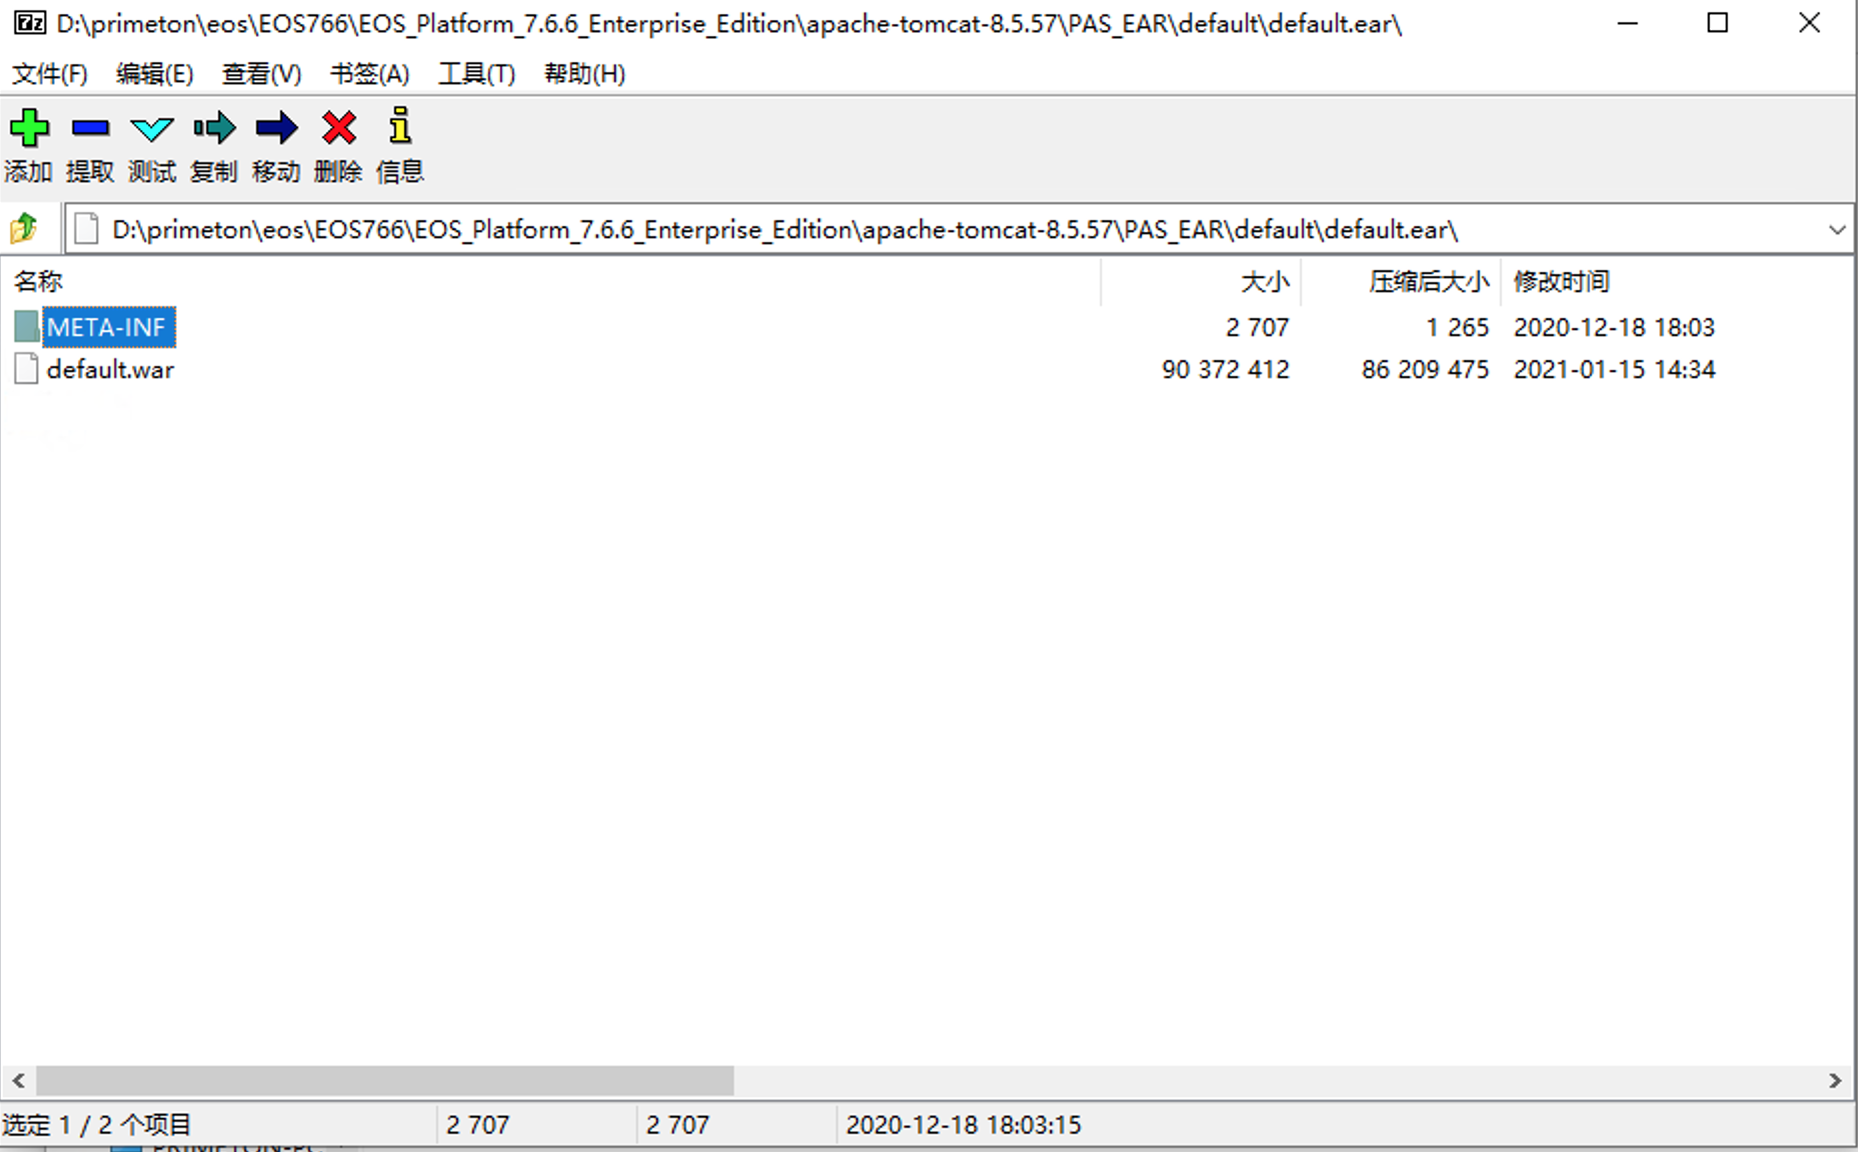 7z D:\primeton\eos\EOS766\EOS_Platform_7.6.6_Enterprise_Edition\apache-tomcat-8.5.57\PAS_EAR\default\default.ear\
文件(F) 编辑(E) 查看(V) 书签(A) 工具(T) 帮助(H)
添加 提取 测试 复制 移动 删除 信息
D:\primeton\eos\EOS766\EOS_Platform_7.6.6_Enterprise_Edition\apache-tomcat-8.5.57\PAS_EAR\default\default.ear\
名称 大小 压缩后大小 修改时间
META-INF 2 707 1 265 2020-12-18 18:03
default.war 90 372 412 86 209 475 2021-01-15 14:34
选定 1 / 2 个项目 2 707 2 707 2020-12-18 18:03:15